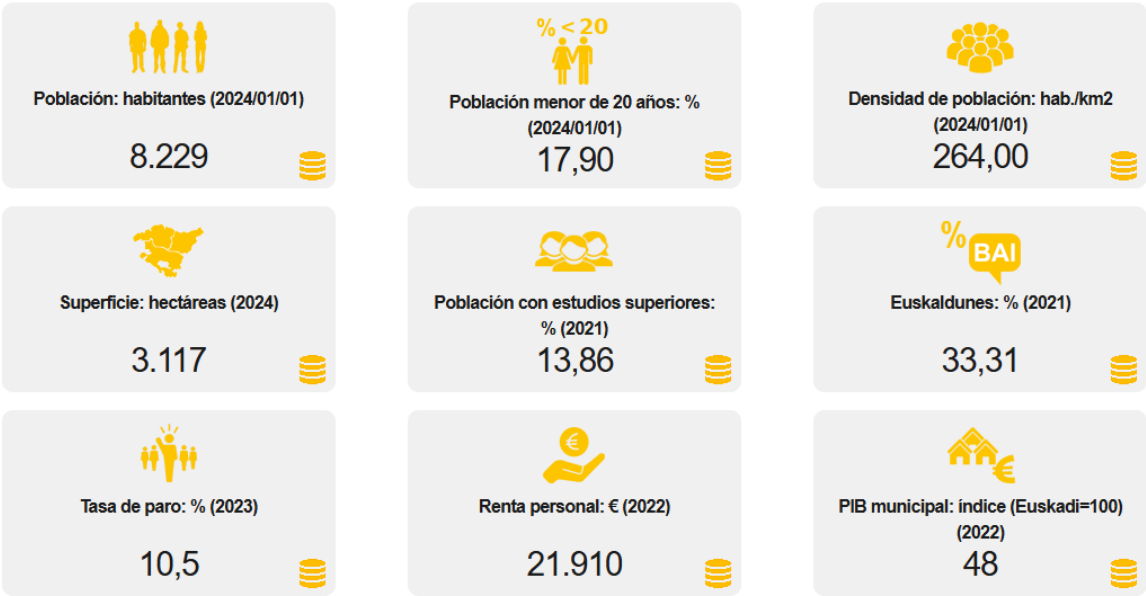 Población: habitantes (2024/01/01)
8.229
% < 20
Población menor de 20 años: %
(2024/01/01)
17,90
Densidad de población: hab./km2
(2024/01/01)
264,00
Superficie: hectáreas (2024)
3.117
Población con estudios superiores:
% (2021)
13,86
% BAI
Euskaldunes: % (2021)
33,31
Tasa de paro: % (2023)
10,5
€
Renta personal: € (2022)
21.910
€
PIB municipal: índice (Euskadi=100)
(2022)
48